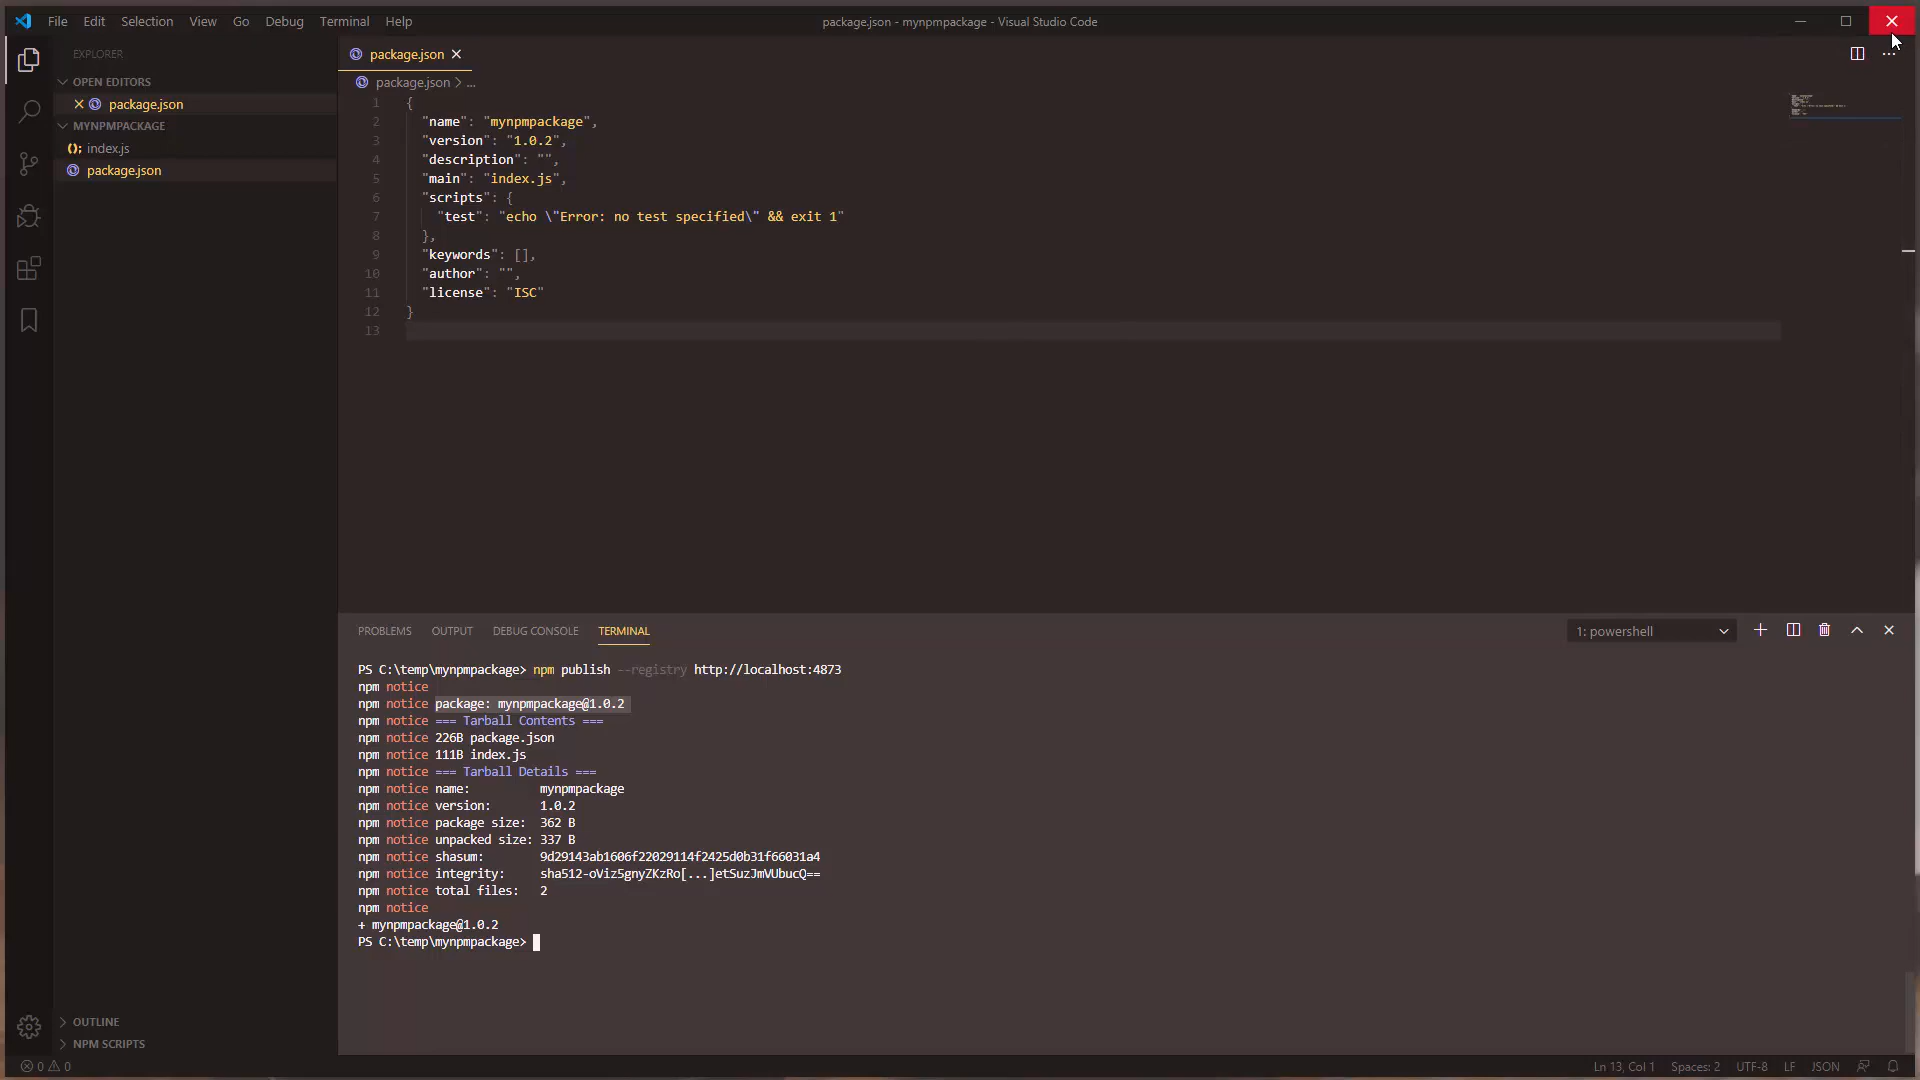 File Edit Selection View Go Debug Terminal Help
package.json - mynpmpackage - Visual Studio Code
EXPLORER
OPEN EDITORS
package.json
MYNPMPACKAGE
index.js
package.json
OUTLINE
NPM SCRIPTS
package.json
package.json > ...
1 {
2 "name": "mynpmpackage",
3 "version": "1.0.2",
4 "description": "",
5 "main": "index.js",
6 "scripts": {
7 "test": "echo \"Error: no test specified\" && exit 1"
8 },
9 "keywords": [],
10 "author": "",
11 "license": "ISC"
12 }
13
PROBLEMS OUTPUT DEBUG CONSOLE TERMINAL
1: powershell
PS C:\temp\mynpmpackage> npm publish --registry http://localhost:4873
npm notice
npm notice package: mynpmpackage@1.0.2
npm notice === Tarball Contents ===
npm notice 226B package.json
npm notice 111B index.js
npm notice === Tarball Details ===
npm notice name: mynpmpackage
npm notice version: 1.0.2
npm notice package size: 362 B
npm notice unpacked size: 337 B
npm notice shasum: 9d29143ab1606f22029114f2425d0b31f66031a4
npm notice integrity: sha512-oViz5gnyZKzRo[...]etSuzJmVUbucQ==
npm notice total files: 2
npm notice
+ mynpmpackage@1.0.2
PS C:\temp\mynpmpackage>
0 0
Ln 13, Col 1 Spaces: 2 UTF-8 LF JSON